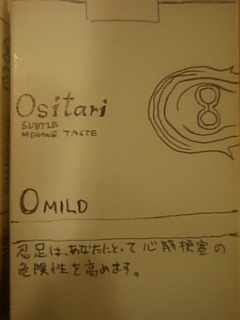 Ositari
SUBTLE
MEGANE TASTE
O MILD
忍足は、あなたにとって心筋梗塞の
危険性を高めます。